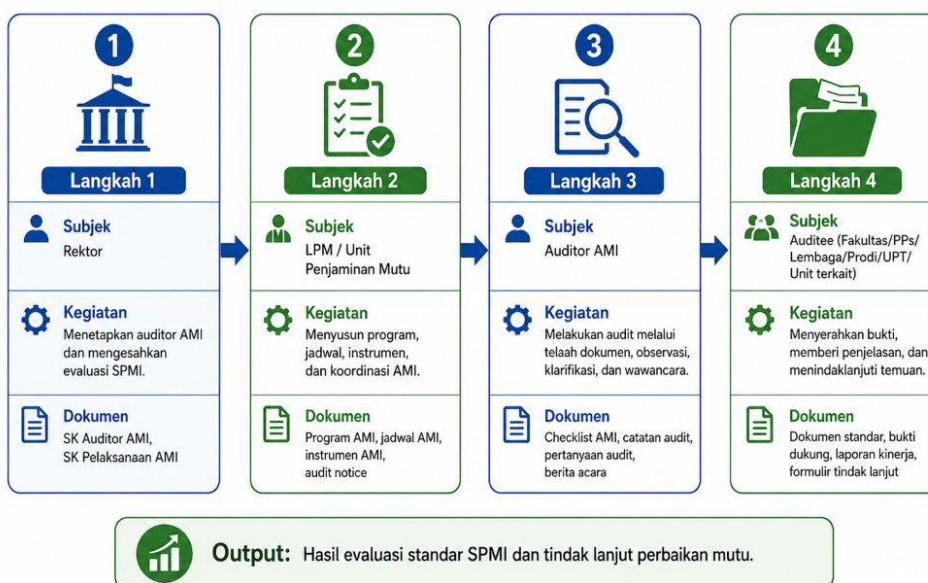 1
Langkah 1
Subjek
Rektor
Kegiatan
Menetapkan auditor AMI
dan mengesahkan
evaluasi SPMI.
Dokumen
SK Auditor AMI,
SK Pelaksanaan AMI
2
Langkah 2
Subjek
LPM / Unit
Penjaminan Mutu
Kegiatan
Menyusun program,
jadwal, instrumen,
dan koordinasi AMI.
Dokumen
Program AMI, jadwal AMI,
instrumen AMI,
audit notice
3
Langkah 3
Subjek
Auditor AMI
Kegiatan
Melakukan audit melalui
telaah dokumen, observasi,
klarifikasi, dan wawancara.
Dokumen
Checklist AMI, catatan audit,
pertanyaan audit,
berita acara
4
Langkah 4
Subjek
Auditee (Fakultas/PPs/
Lembaga/Prodi/UPT/
Unit terkait)
Kegiatan
Menyerahkan bukti,
memberi penjelasan, dan
menindaklanjuti temuan.
Dokumen
Dokumen standar, bukti
dukung, laporan kinerja,
formulir tindak lanjut
Output: Hasil evaluasi standar SPMI dan tindak lanjut perbaikan mutu.